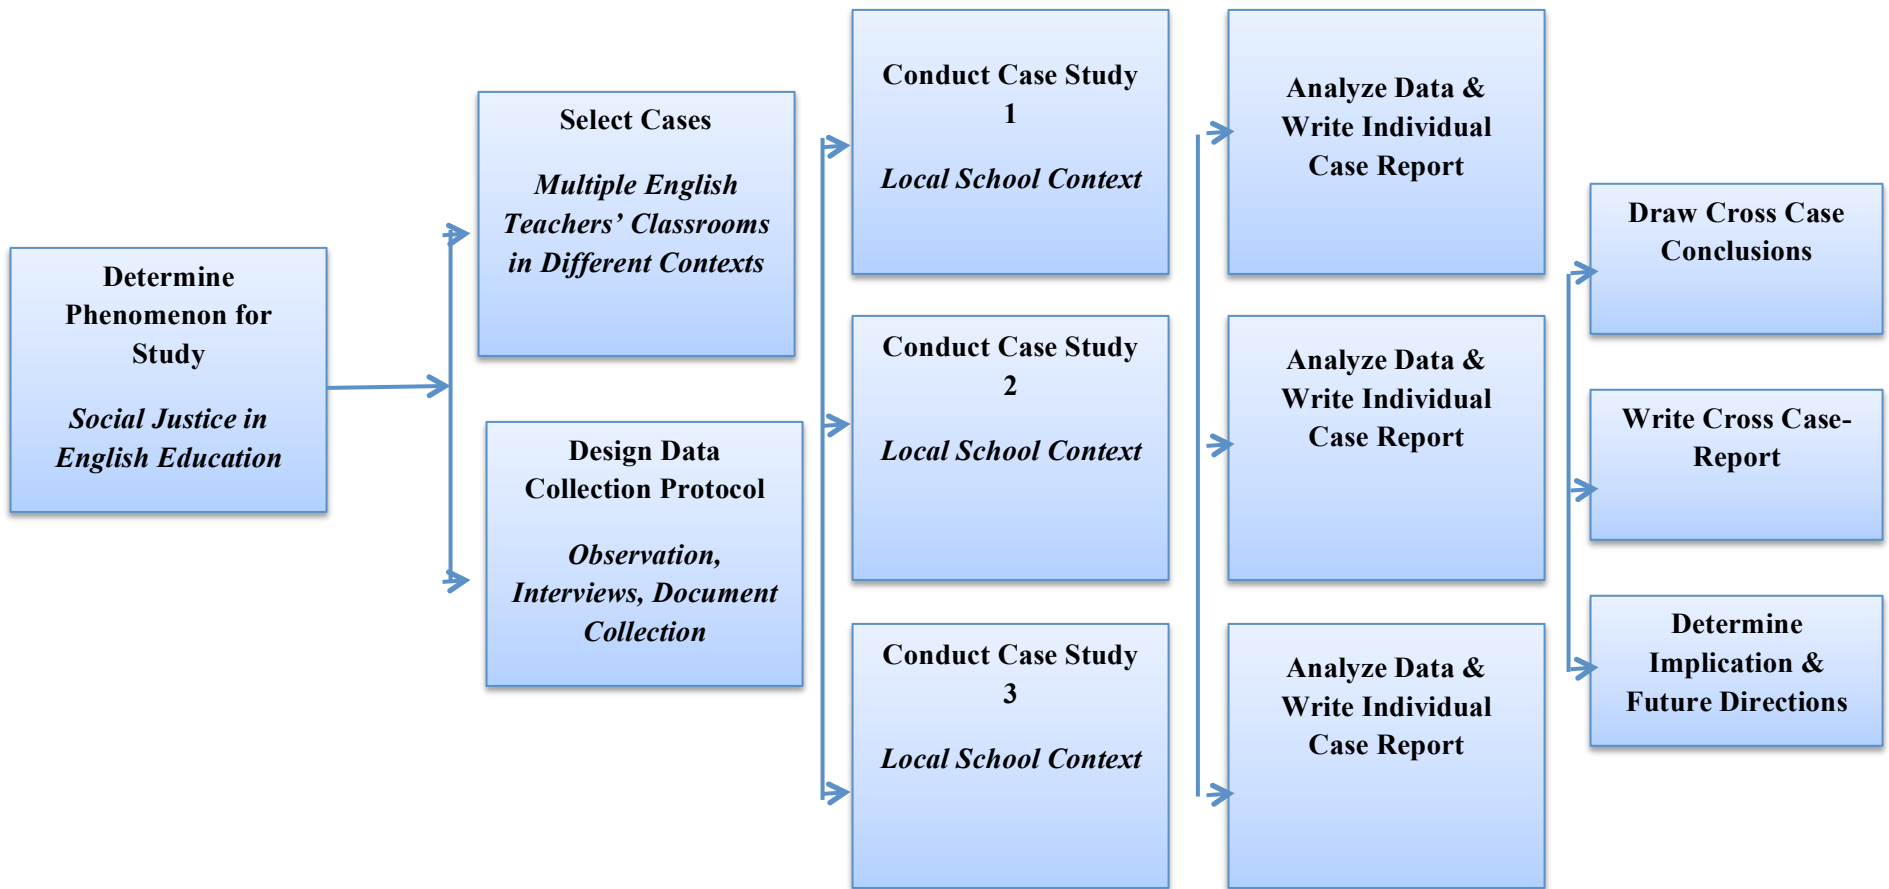 Determine
Phenomenon for
Study
Social Justice in
English Education
Select Cases
Multiple English
Teachers’ Classrooms
in Different Contexts
Design Data
Collection Protocol
Observation,
Interviews, Document
Collection
Conduct Case Study
1
Local School Context
Conduct Case Study
2
Local School Context
Conduct Case Study
3
Local School Context
Analyze Data &
Write Individual
Case Report
Analyze Data &
Write Individual
Case Report
Analyze Data &
Write Individual
Case Report
Draw Cross Case
Conclusions
Write Cross Case-
Report
Determine
Implication &
Future Directions